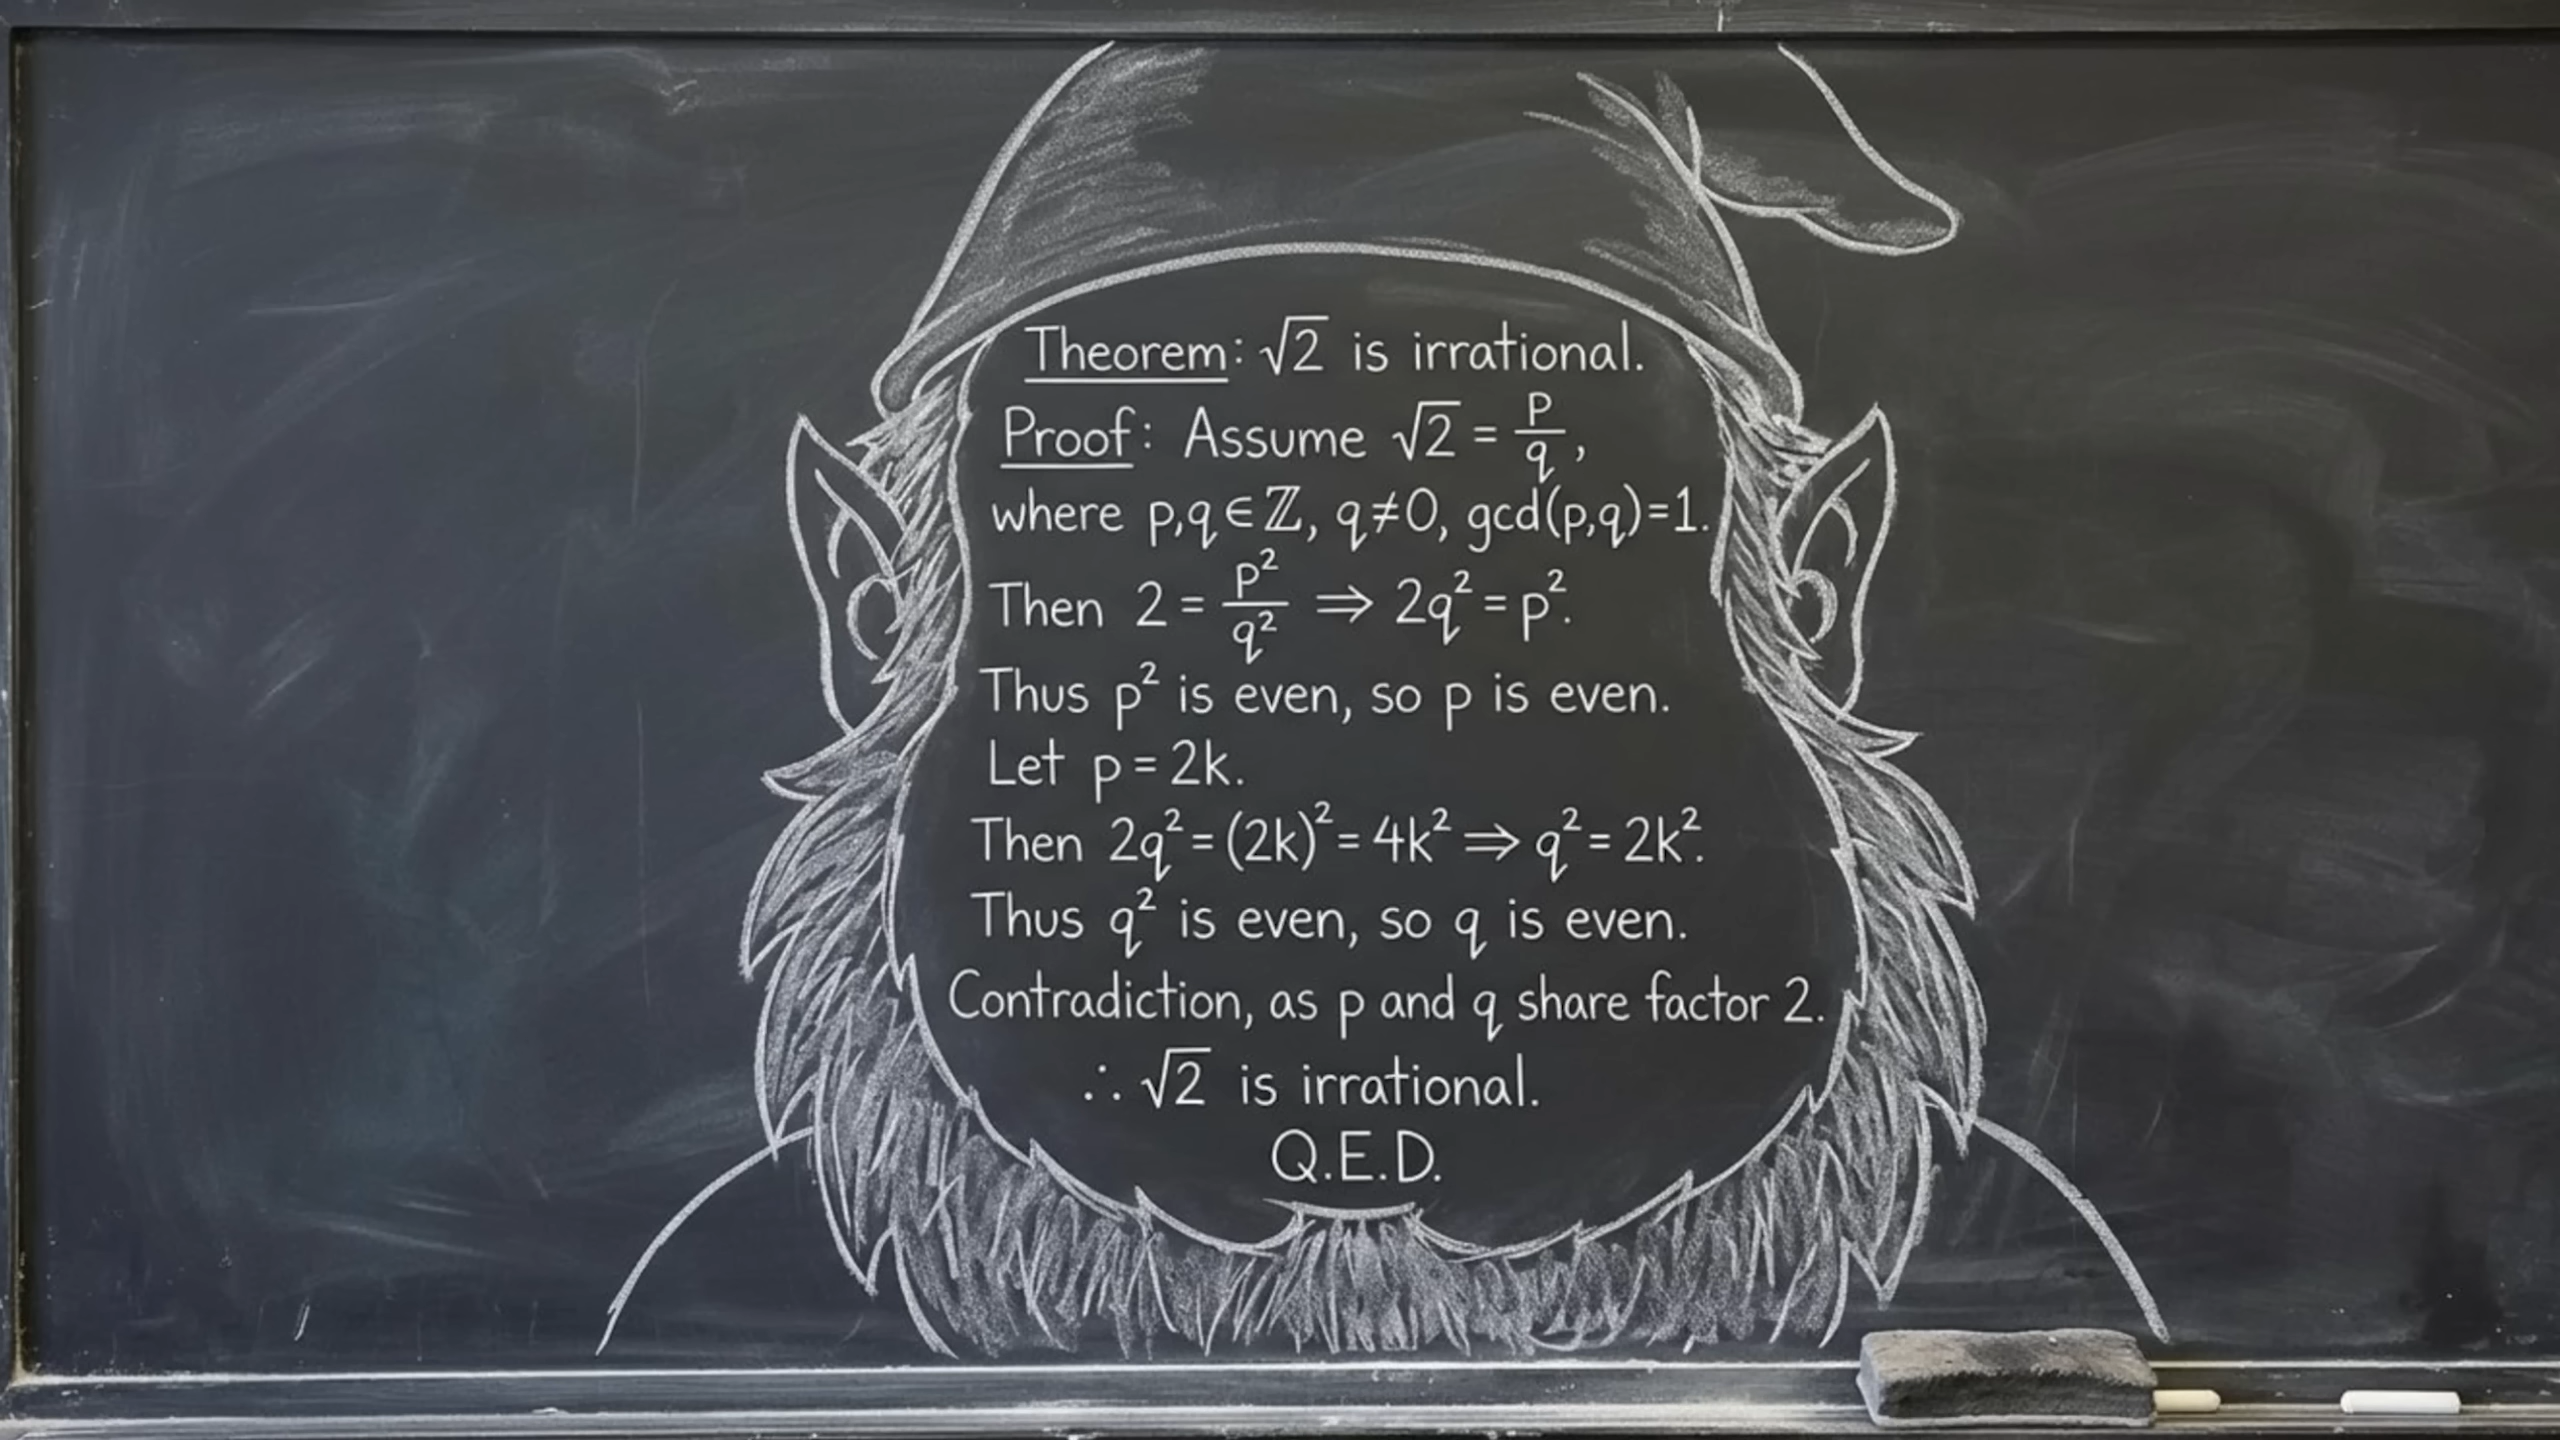 Theorem: √2 is irrational.
Proof: Assume √2 = p/q,
where p,q ∈ ℤ, q≠0, gcd(p,q)=1.
Then 2 = p²/q² ⇒ 2q² = p².
Thus p² is even, so p is even.
Let p = 2k.
Then 2q² = (2k)² = 4k² ⇒ q² = 2k².
Thus q² is even, so q is even.
Contradiction, as p and q share factor 2.
∴ √2 is irrational.
Q.E.D.